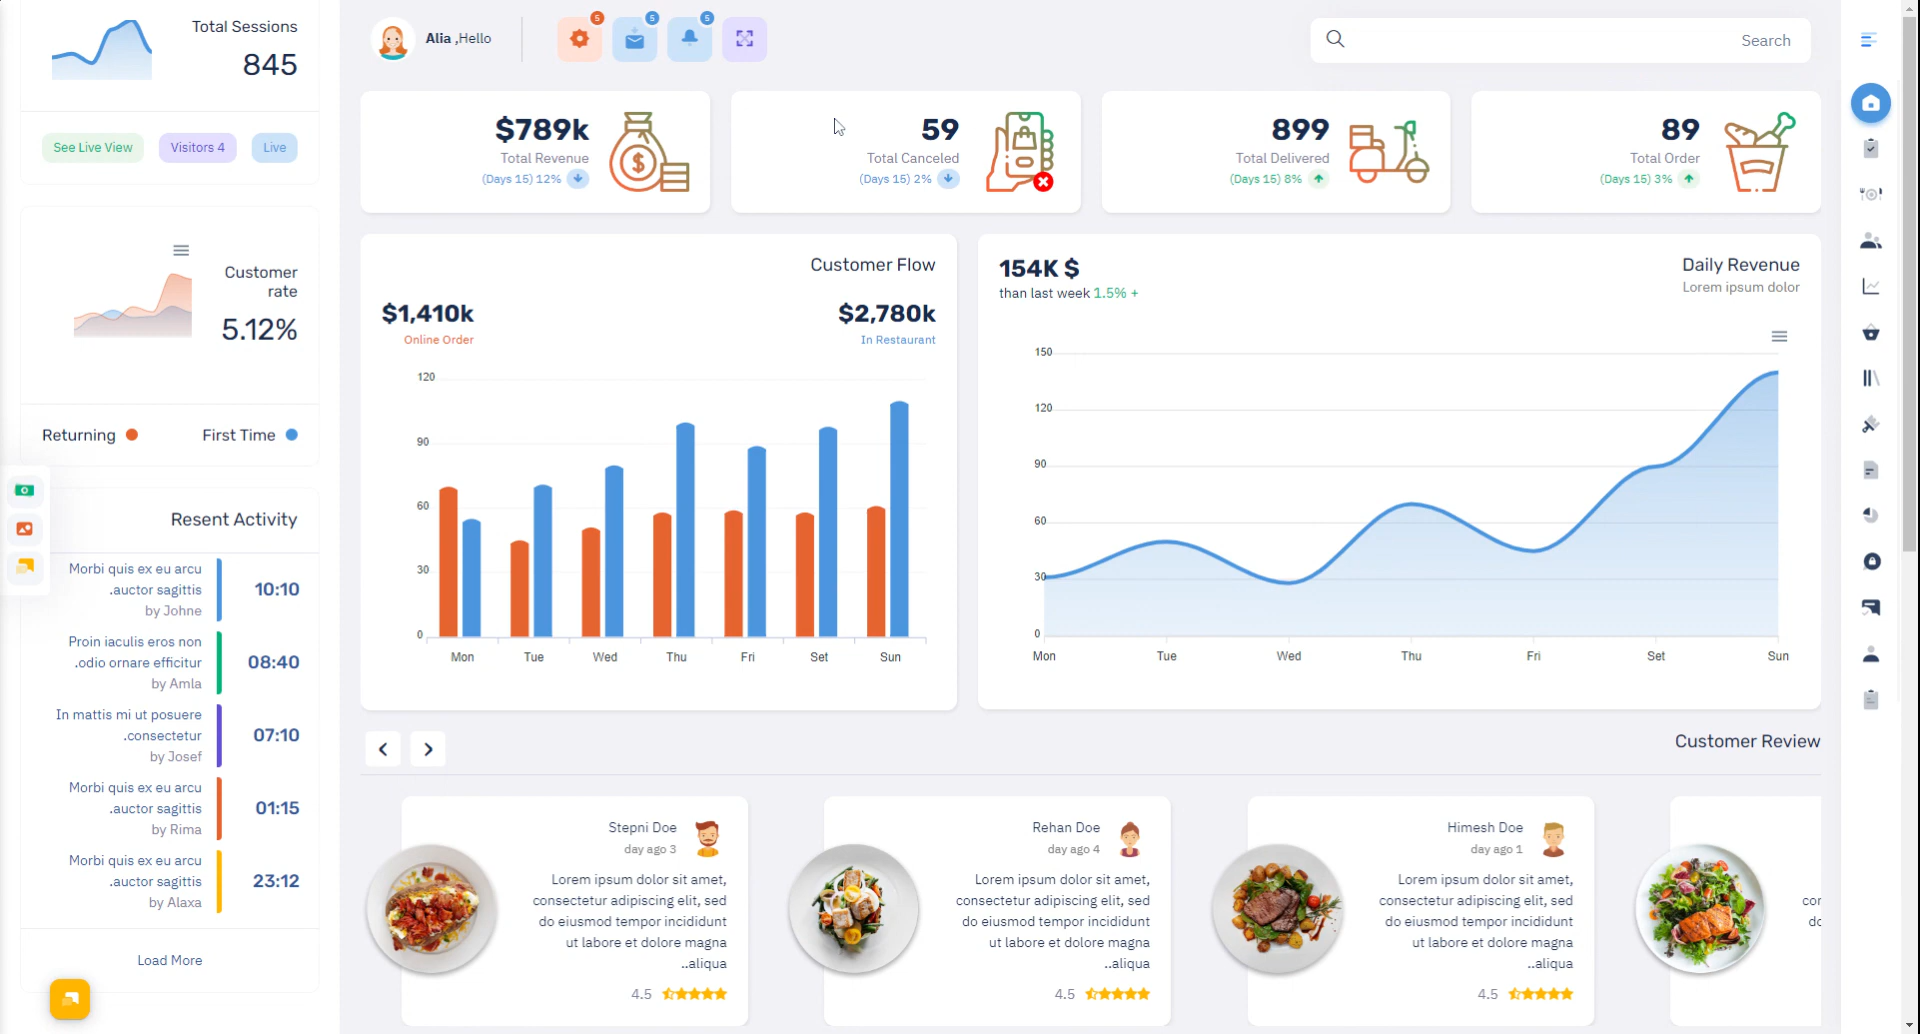 Total Sessions
845
See Live View
Visitors 4
Live
Customer
rate
5.12%
Returning
First Time
Resent Activity
Morbi quis ex eu arcu
.auctor sagittis
by Johne
10:10
Proin iaculis eros non
.odio ornare efficitur
by Amla
08:40
In mattis mi ut posuere
.consectetur
by Josef
07:10
Morbi quis ex eu arcu
.auctor sagittis
by Rima
01:15
Morbi quis ex eu arcu
.auctor sagittis
by Alaxa
23:12
Load More
Alia ,Hello
5
5
5
Search
$789k
Total Revenue
(Days 15) 12%
59
Total Canceled
(Days 15) 2%
899
Total Delivered
(Days 15) 8%
89
Total Order
(Days 15) 3%
Customer Flow
$1,410k
Online Order
$2,780k
In Restaurant
120
90
60
30
0
Mon Tue Wed Thu Fri Set Sun
154K $
than last week 1.5% +
Daily Revenue
Lorem ipsum dolor
150
120
90
60
30
0
Mon Tue Wed Thu Fri Set Sun
Customer Review
Stepni Doe
day ago 3
Lorem ipsum dolor sit amet,
consectetur adipiscing elit, sed
do eiusmod tempor incididunt
ut labore et dolore magna
..aliqua
4.5
Rehan Doe
day ago 4
Lorem ipsum dolor sit amet,
consectetur adipiscing elit, sed
do eiusmod tempor incididunt
ut labore et dolore magna
..aliqua
4.5
Himesh Doe
day ago 1
Lorem ipsum dolor sit amet,
consectetur adipiscing elit, sed
do eiusmod tempor incididunt
ut labore et dolore magna
..aliqua
4.5